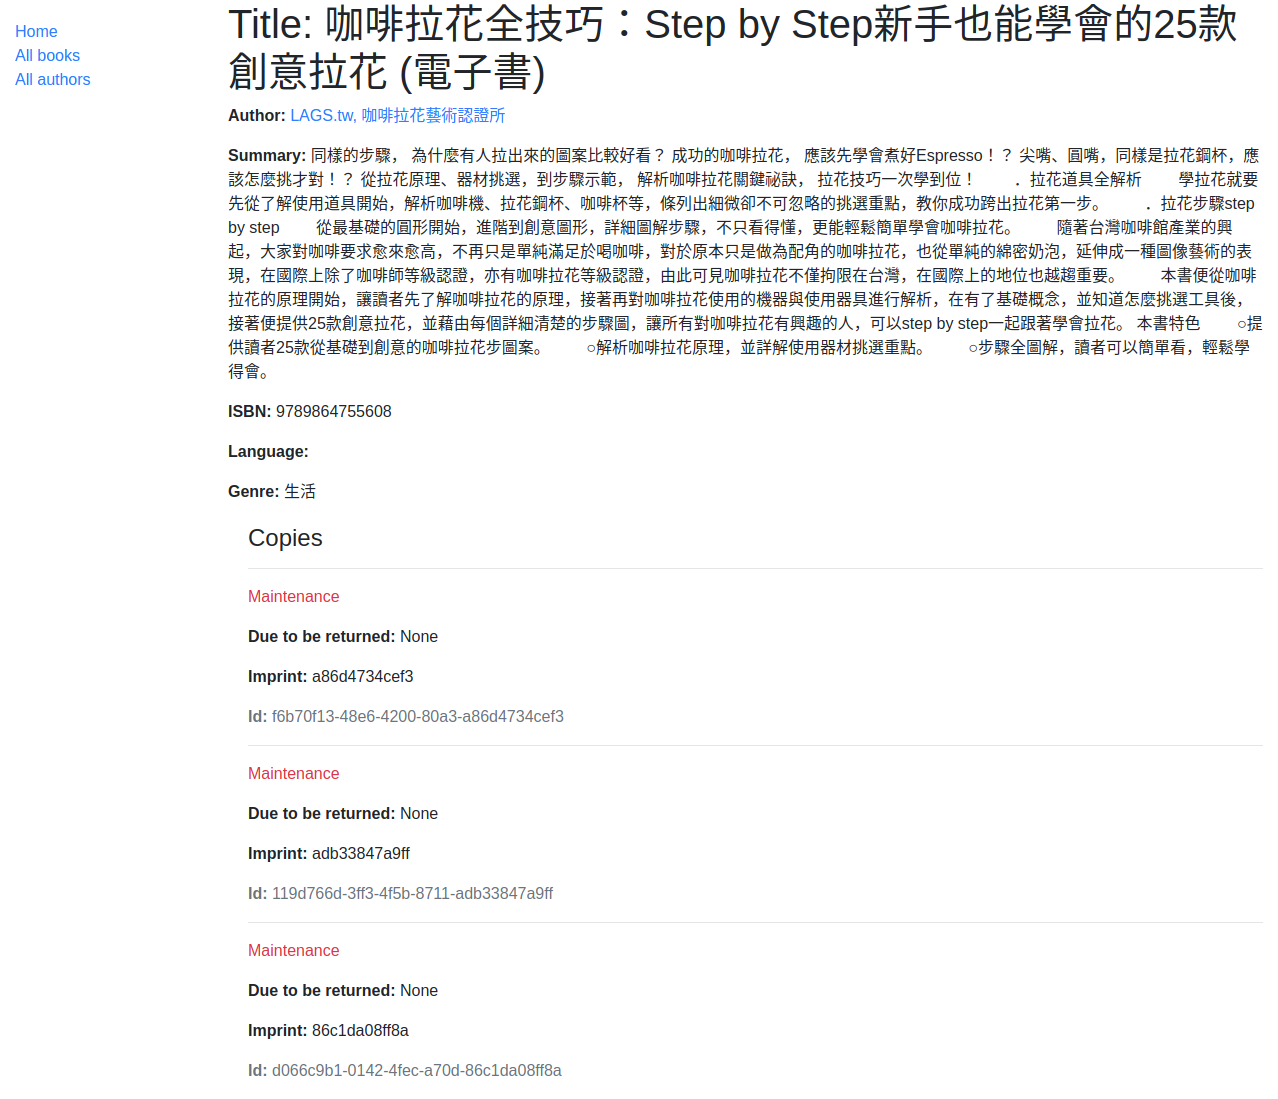 Home
All books
All authors
Title: 咖啡拉花全技巧：Step by Step新手也能學會的25款
創意拉花 (電子書)
Author: LAGS.tw, 咖啡拉花藝術認證所
Summary: 同樣的步驟， 為什麼有人拉出來的圖案比較好看？ 成功的咖啡拉花， 應該先學會煮好Espresso！？ 尖嘴、圓嘴，同樣是拉花鋼杯，應
該怎麼挑才對！？ 從拉花原理、器材挑選，到步驟示範， 解析咖啡拉花關鍵祕訣， 拉花技巧一次學到位！　　．拉花道具全解析　　學拉花就要
先從了解使用道具開始，解析咖啡機、拉花鋼杯、咖啡杯等，條列出細微卻不可忽略的挑選重點，教你成功跨出拉花第一步。　　．拉花步驟step
by step　　從最基礎的圓形開始，進階到創意圖形，詳細圖解步驟，不只看得懂，更能輕鬆簡單學會咖啡拉花。　　隨著台灣咖啡館產業的興
起，大家對咖啡要求愈來愈高，不再只是單純滿足於喝咖啡，對於原本只是做為配角的咖啡拉花，也從單純的綿密奶泡，延伸成一種圖像藝術的表
現，在國際上除了咖啡師等級認證，亦有咖啡拉花等級認證，由此可見咖啡拉花不僅拘限在台灣，在國際上的地位也越趨重要。　　本書便從咖啡
拉花的原理開始，讓讀者先了解咖啡拉花的原理，接著再對咖啡拉花使用的機器與使用器具進行解析，在有了基礎概念，並知道怎麼挑選工具後，
接著便提供25款創意拉花，並藉由每個詳細清楚的步驟圖，讓所有對咖啡拉花有興趣的人，可以step by step一起跟著學會拉花。 本書特色　　○提
供讀者25款從基礎到創意的咖啡拉花步圖案。　　○解析咖啡拉花原理，並詳解使用器材挑選重點。　　○步驟全圖解，讀者可以簡單看，輕鬆學
得會。
ISBN: 9789864755608
Language:
Genre: 生活
Copies
Maintenance
Due to be returned: None
Imprint: a86d4734cef3
Id: f6b70f13-48e6-4200-80a3-a86d4734cef3
Maintenance
Due to be returned: None
Imprint: adb33847a9ff
Id: 119d766d-3ff3-4f5b-8711-adb33847a9ff
Maintenance
Due to be returned: None
Imprint: 86c1da08ff8a
Id: d066c9b1-0142-4fec-a70d-86c1da08ff8a